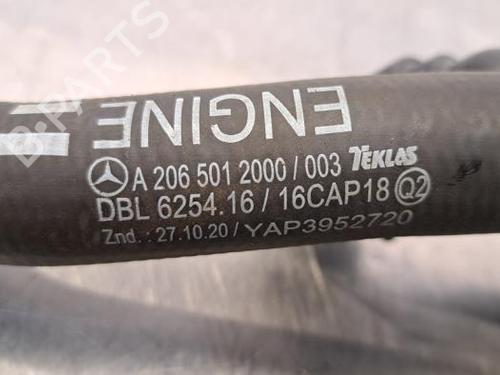 ENGINE
A 206 501 2000 / 003 TEKLAS
DBL 6254.16 / 16CAP18 Q2
Znd. : 27.10.20 / YAP3952720
B-PARTS